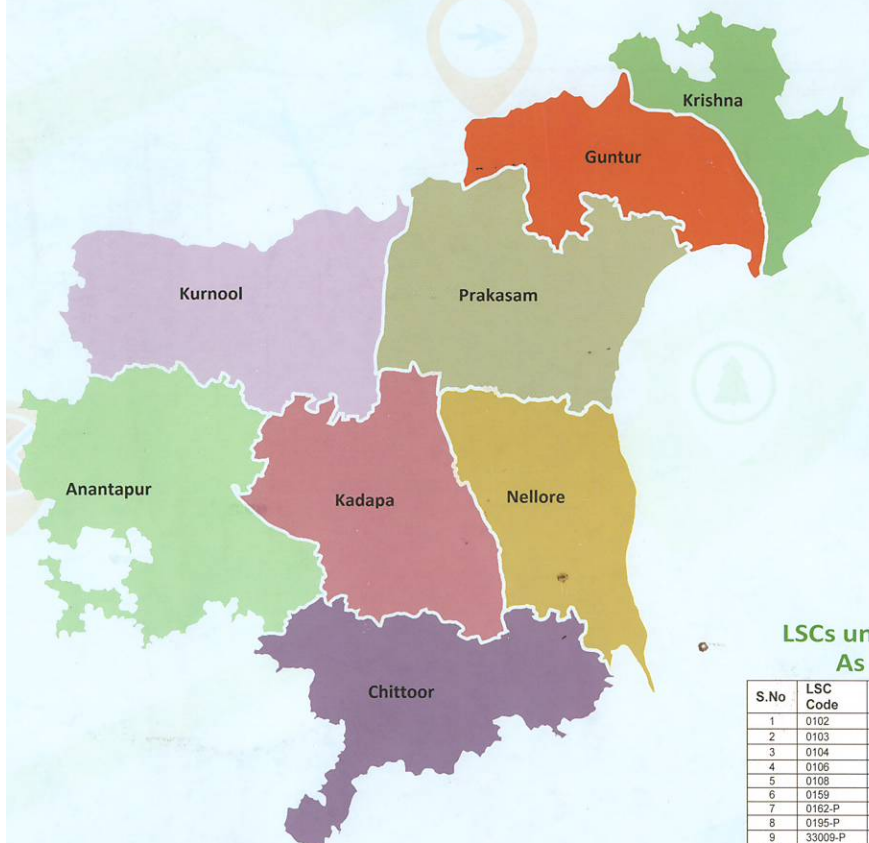 Krishna
Guntur
Kurnool
Prakasam
Anantapur
Kadapa
Nellore
Chittoor
LSCs un
As
S.No LSC Code
1 0102
2 0103
3 0104
4 0106
5 0108
6 0159
7 0162-P
8 0195-P
9 33009-P